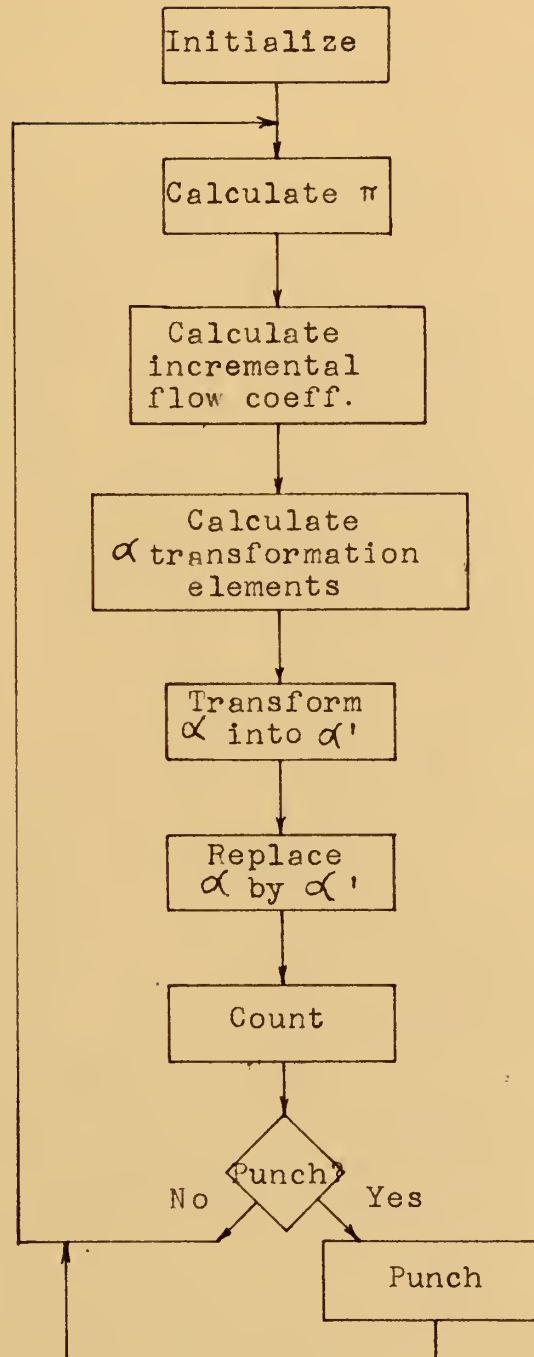 Initialize
Calculate π
Calculate
incremental
flow coeff.
Calculate
α transformation
elements
Transform
α into α'
Replace
α by α'
Count
Punch?
No
Yes
Punch